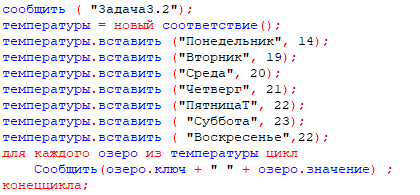 сообщить ( "Задача3.2");
температуры = новый соответствие();
температуры.вставить ("Понедельник", 14);
температуры.вставить ("Вторник", 19);
температуры.вставить ("Среда", 20);
температуры.вставить ("Четверг", 21);
температуры.вставить ("ПятницаТ", 22);
температуры.вставить ( "Суббота", 23);
температуры.вставить ( "Воскресенье",22);
для каждого озеро из температуры цикл
    Сообщить(озеро.ключ + " " + озеро.значение) ;
конеццикла;